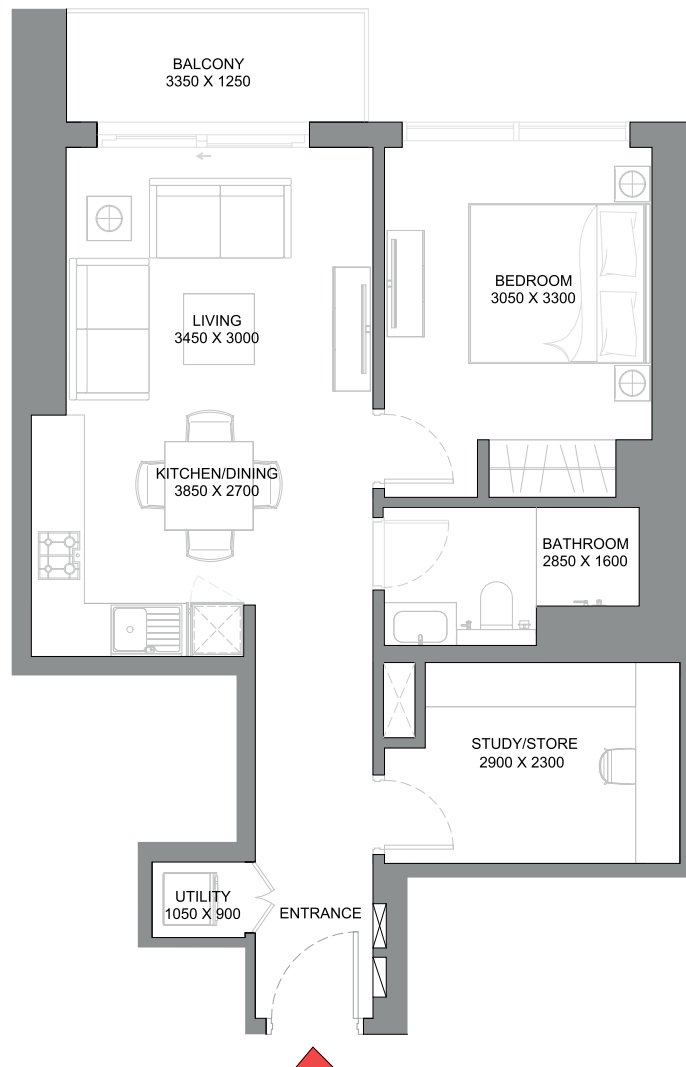 BALCONY
3350 X 1250
BEDROOM
3050 X 3300
LIVING
3450 X 3000
KITCHEN/DINING
3850 X 2700
BATHROOM
2850 X 1600
STUDY/STORE
2900 X 2300
UTILITY
1050 X 900
ENTRANCE